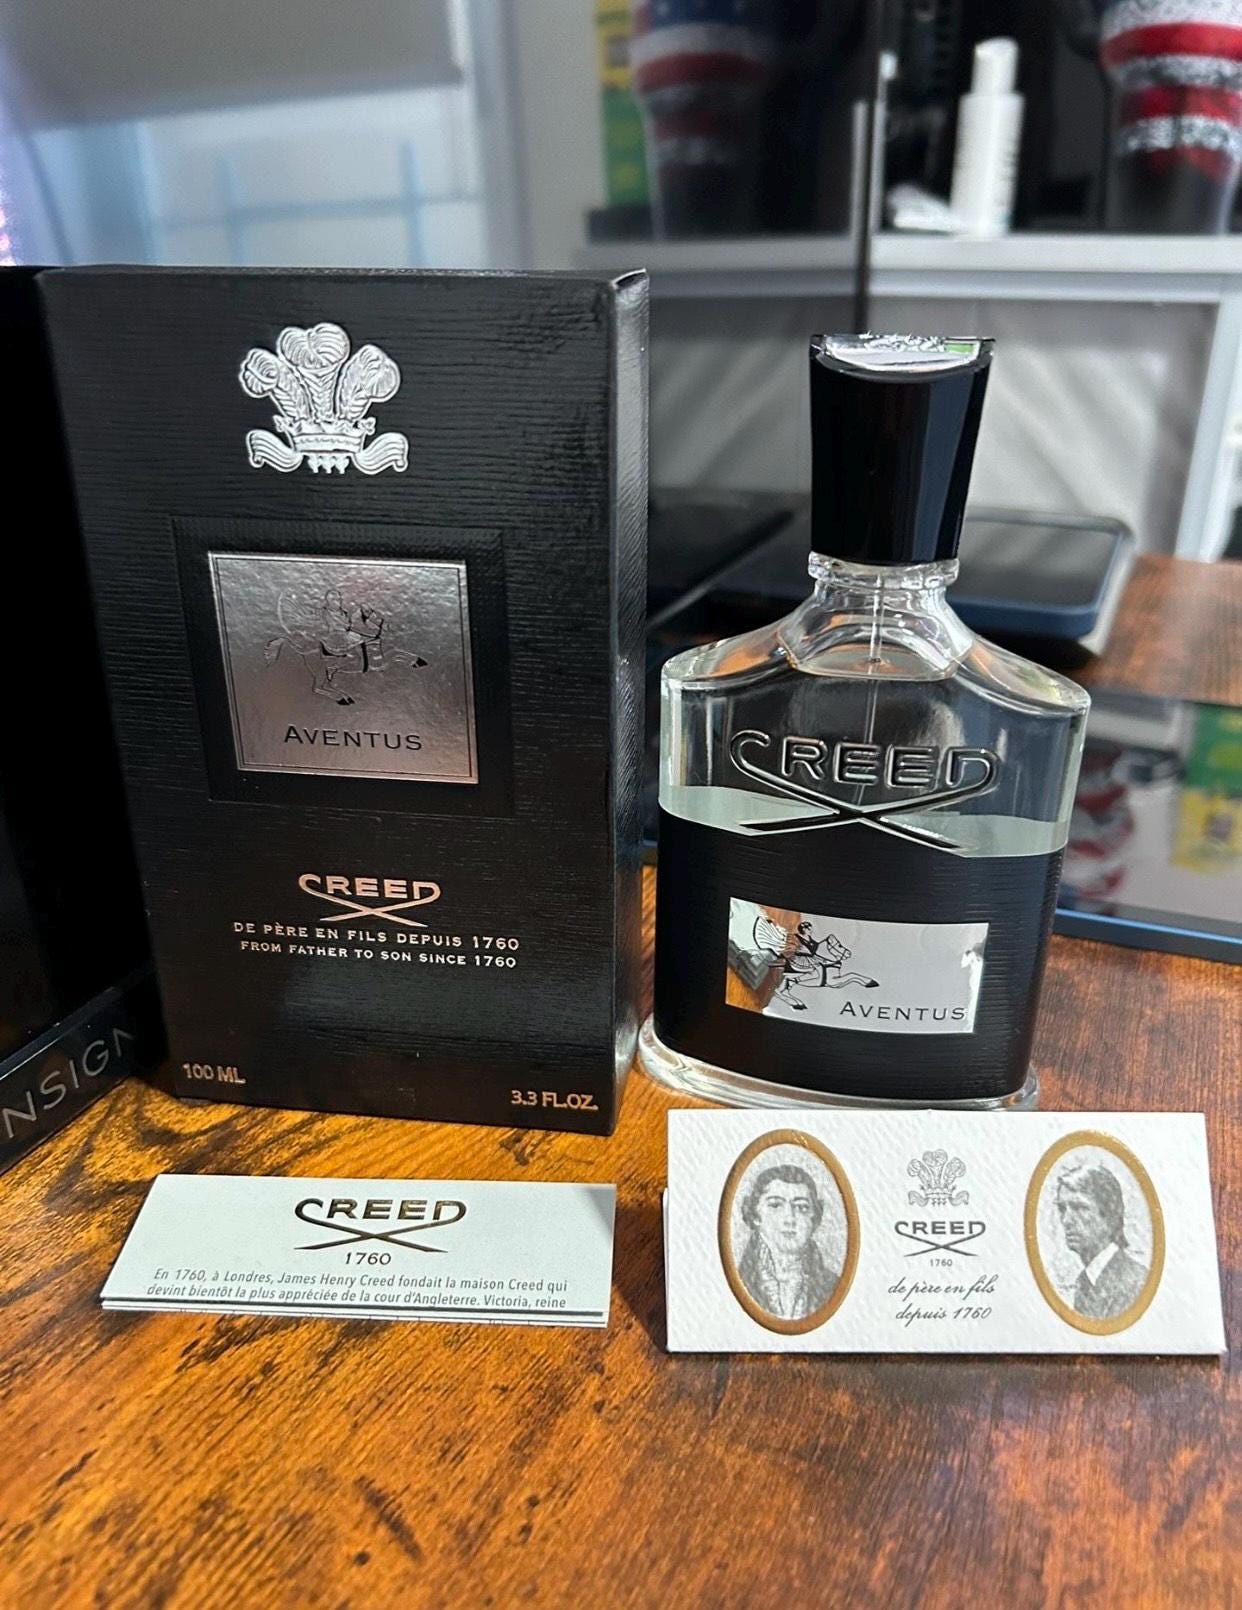 AVENTUS
CREED
DE PÈRE EN FILS DEPUIS 1760
FROM FATHER TO SON SINCE 1760
100 ML
3.3 FL.OZ.
CREED
AVENTUS
NSIGN
CREED
1760
En 1760, à Londres, James Henry Creed fondait la maison Creed qui
devint bientôt la plus appréciée de la cour d'Angleterre. Victoria, reine
CREED
1760
de père en fils
depuis 1760